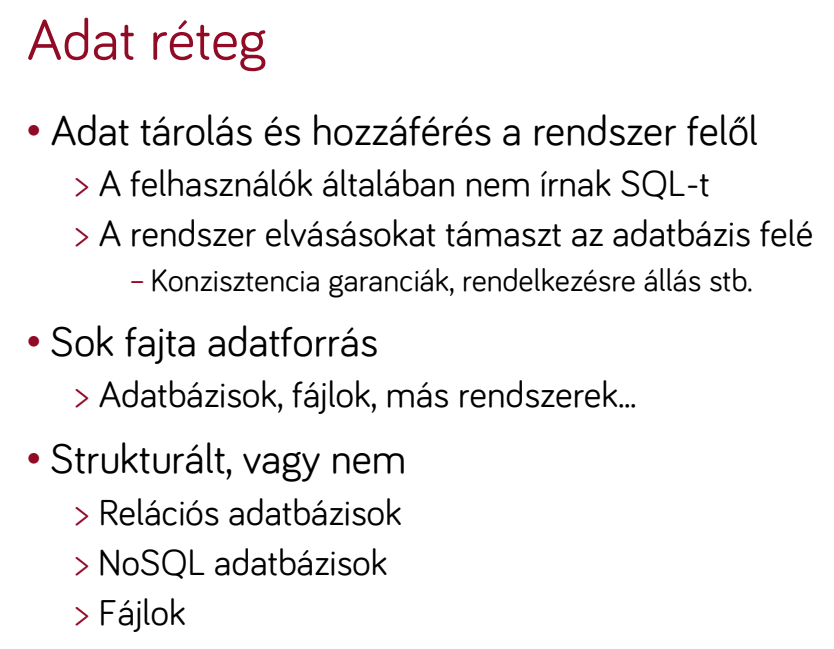 Adat réteg
• Adat tárolás és hozzáférés a rendszer felől
> A felhasználók általában nem írnak SQL-t
> A rendszer elvásásokat támaszt az adatbázis felé
– Konzisztencia garanciák, rendelkezésre állás stb.
• Sok fajta adatforrás
> Adatbázisok, fájlok, más rendszerek...
• Strukturált, vagy nem
> Relációs adatbázisok
> NoSQL adatbázisok
> Fájlok